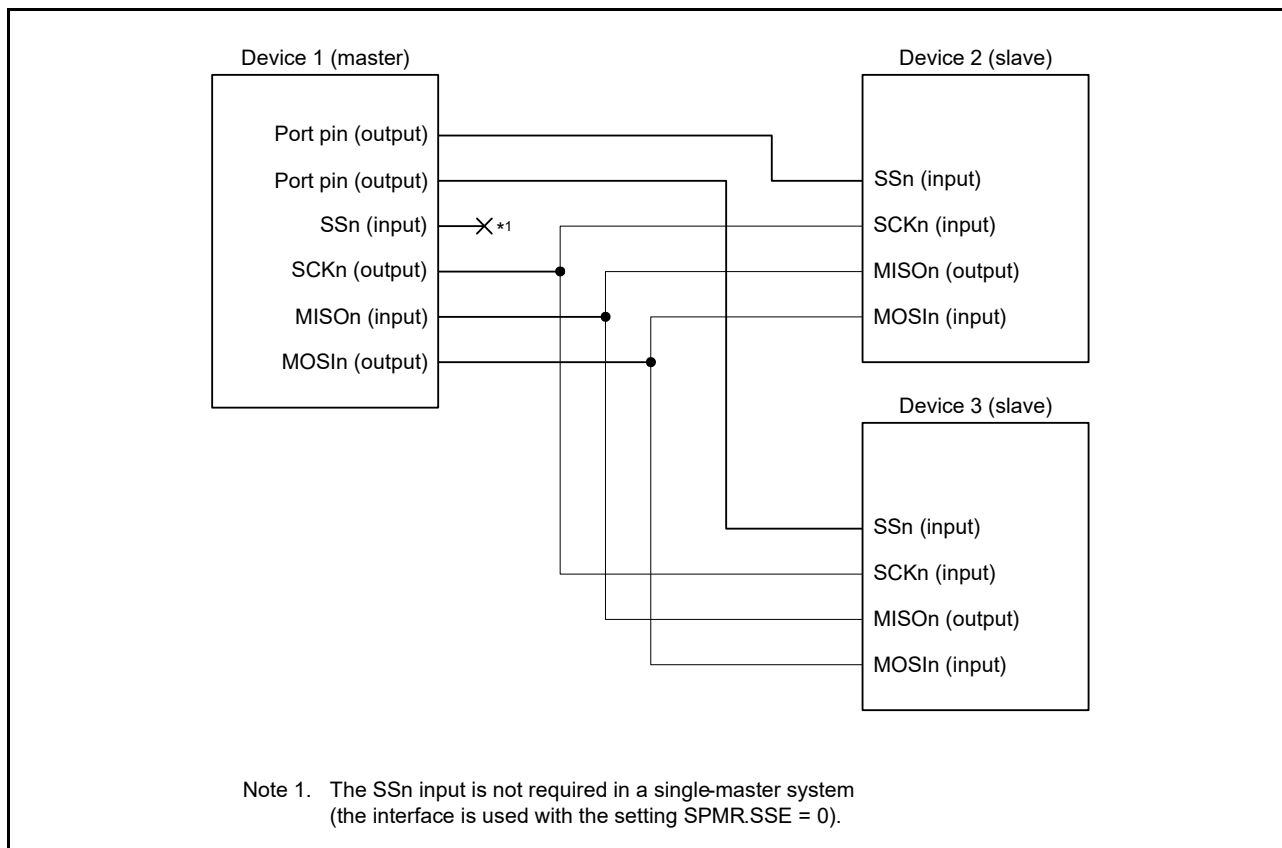 Device 1 (master)
Port pin (output)
Port pin (output)
SSn (input)
*1
SCKn (output)
MISOn (input)
MOSIn (output)
Device 2 (slave)
SSn (input)
SCKn (input)
MISOn (output)
MOSIn (input)
Device 3 (slave)
SSn (input)
SCKn (input)
MISOn (output)
MOSIn (input)
Note 1. The SSn input is not required in a single-master system
(the interface is used with the setting SPMR.SSE = 0).